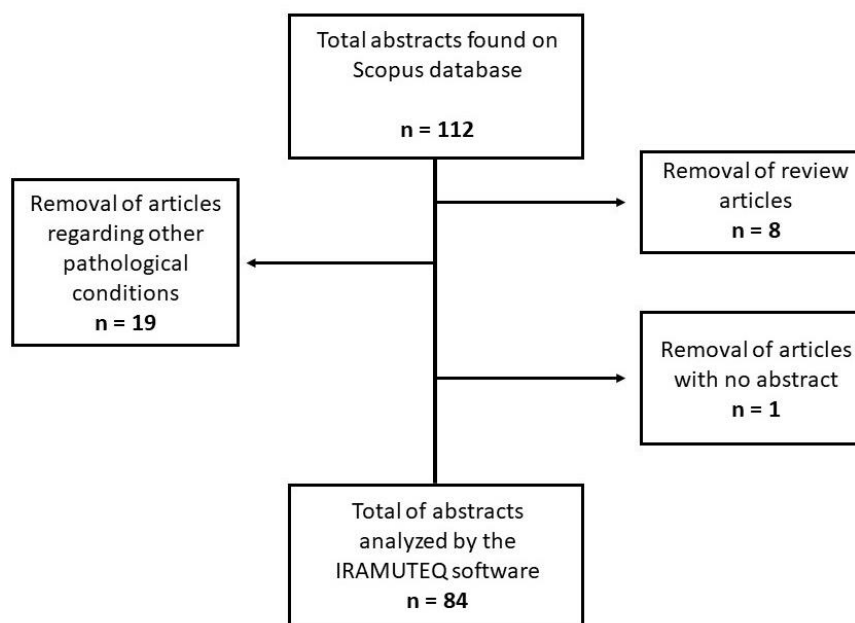 Total abstracts found on
Scopus database
n = 112
Removal of review
articles
n = 8
Removal of articles
regarding other
pathological
conditions
n = 19
Removal of articles
with no abstract
n = 1
Total of abstracts
analyzed by the
IRAMUTEQ software
n = 84